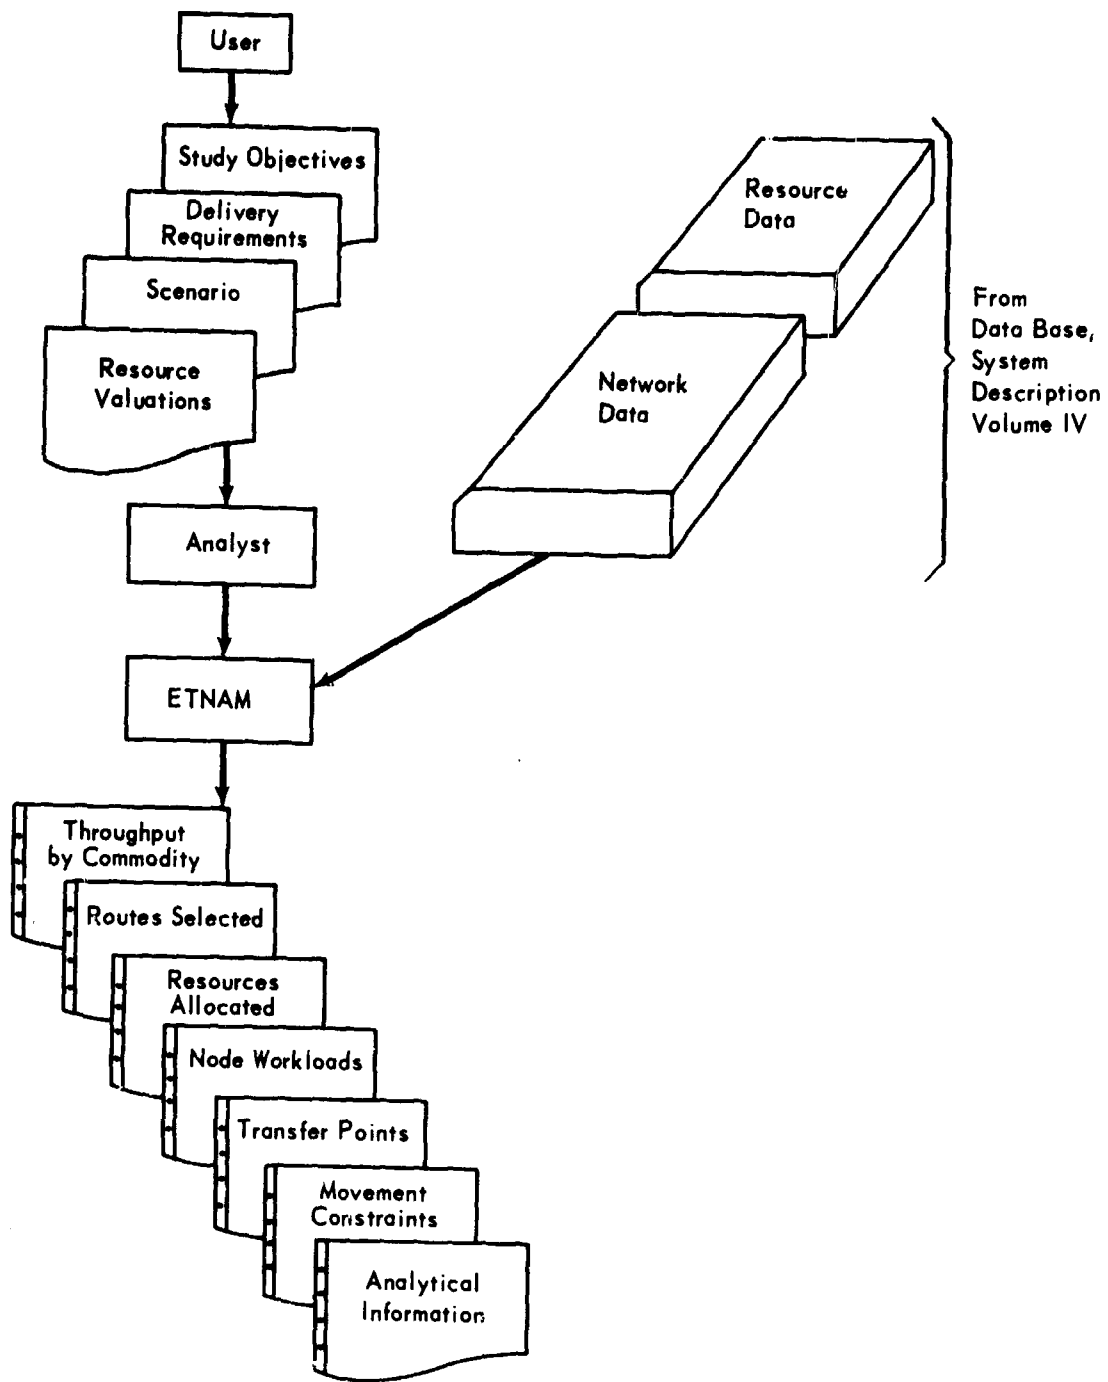 User
Study Objectives
Delivery
Requirements
Scenario
Resource
Valuations
Analyst
ETNAM
Resource
Data
Network
Data
From
Data Base,
System
Description
Volume IV
Throughput
by Commodity
Routes Selected
Resources
Allocated
Node Workloads
Transfer Points
Movement
Constraints
Analytical
Information